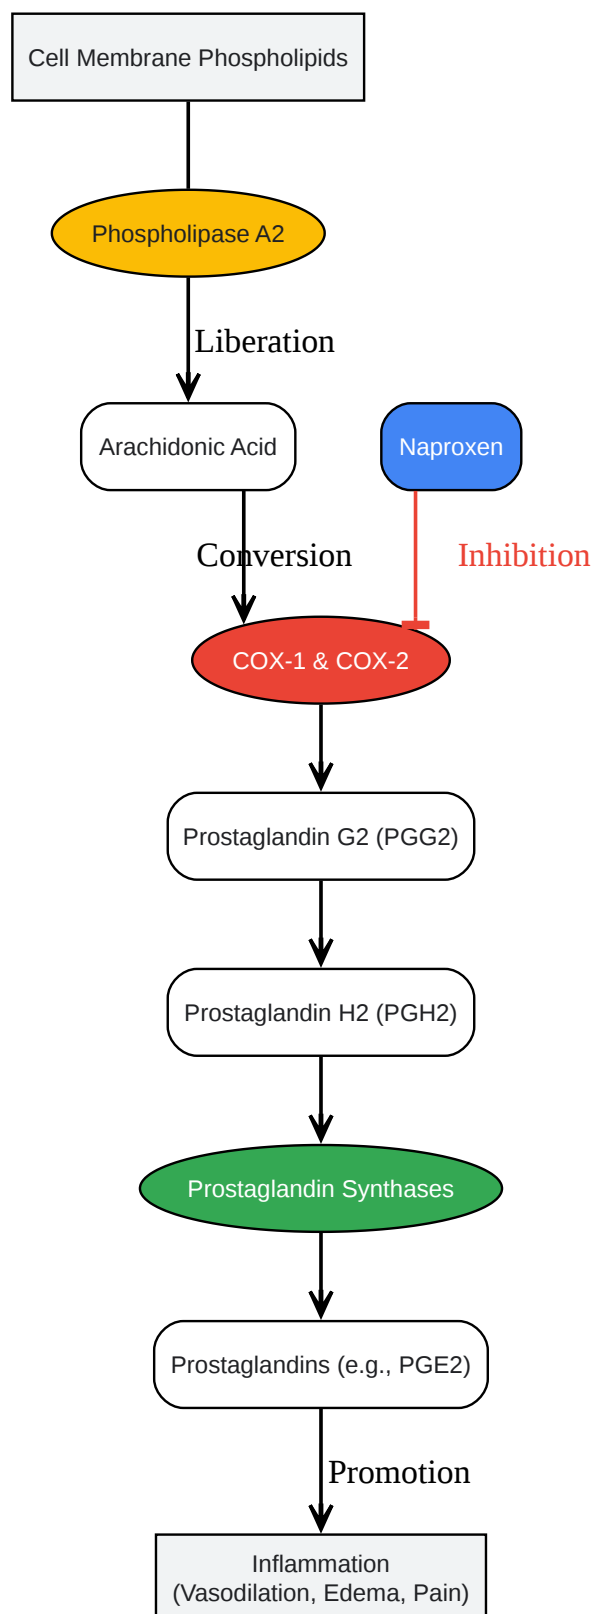 Cell Membrane Phospholipids
Phospholipase A2
Liberation
Arachidonic Acid
Naproxen
Conversion
Inhibition
COX-1 & COX-2
Prostaglandin G2 (PGG2)
Prostaglandin H2 (PGH2)
Prostaglandin Synthases
Prostaglandins (e.g., PGE2)
Promotion
Inflammation
(Vasodilation, Edema, Pain)